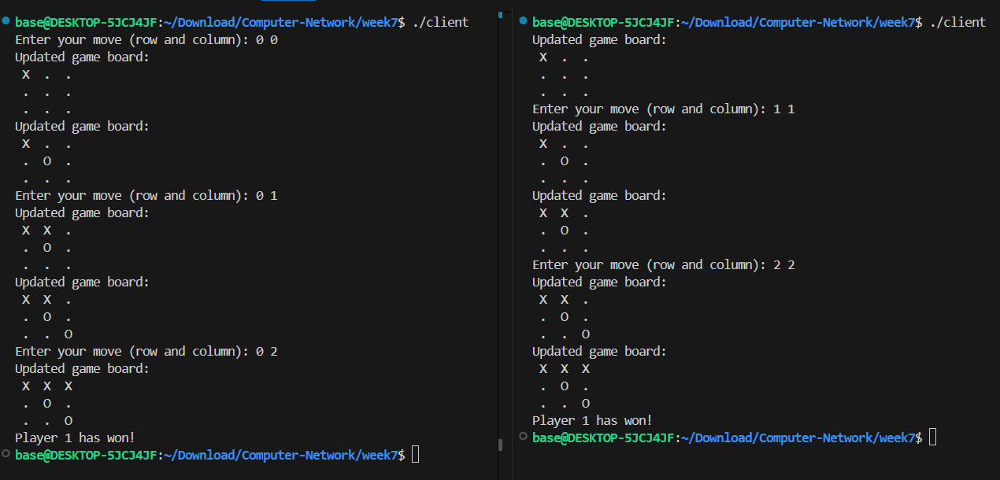 base@DESKTOP-5JCJ4JF:~/Download/Computer-Network/week7$ ./client
Enter your move (row and column): 0 0
Updated game board:
X . .
. . .
. . .
Updated game board:
X . .
. O .
. . .
Enter your move (row and column): 0 1
Updated game board:
X X .
. O .
. . .
Updated game board:
X X .
. O .
. . O
Enter your move (row and column): 0 2
Updated game board:
X X X
. O .
. . O
Player 1 has won!
base@DESKTOP-5JCJ4JF:~/Download/Computer-Network/week7$
base@DESKTOP-5JCJ4JF:~/Download/Computer-Network/week7$ ./client
Updated game board:
X . .
. . .
. . .
Enter your move (row and column): 1 1
Updated game board:
X . .
. O .
. . .
Updated game board:
X X .
. O .
. . .
Enter your move (row and column): 2 2
Updated game board:
X X .
. O .
. . O
Updated game board:
X X X
. O .
. . O
Player 1 has won!
base@DESKTOP-5JCJ4JF:~/Download/Computer-Network/week7$